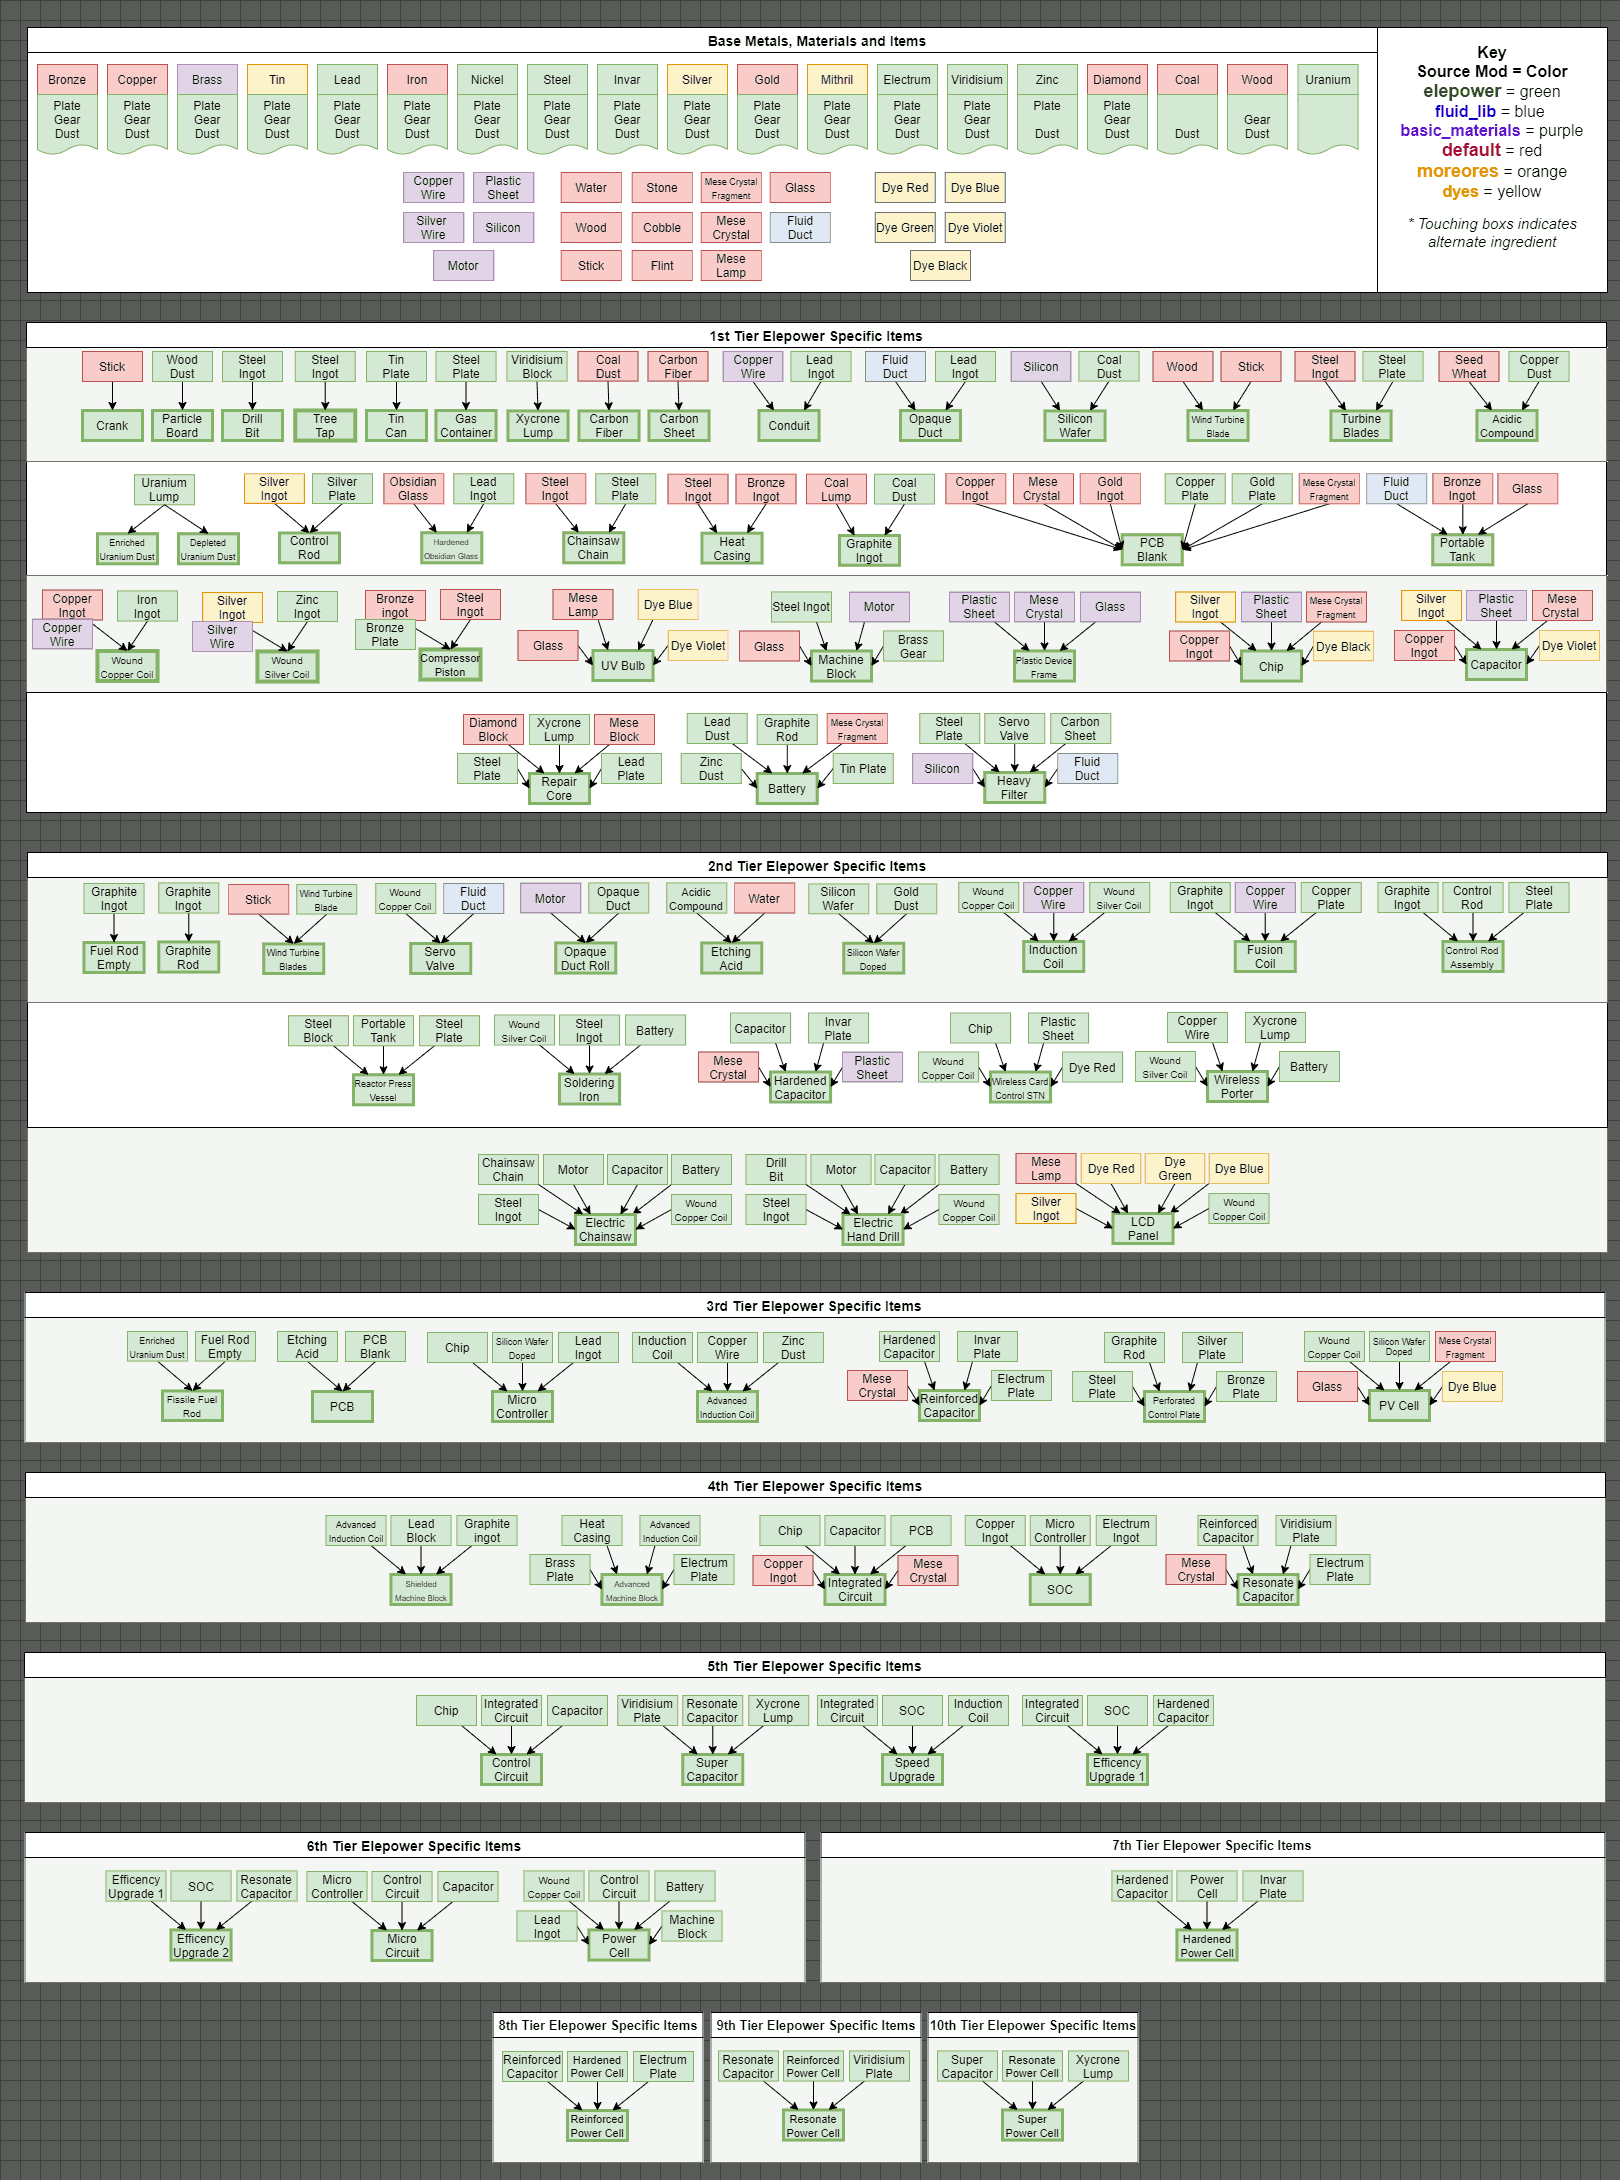 Base Metals, Materials and Items
Bronze
Copper
Brass
Tin
Lead
Iron
Nickel
Steel
Invar
Silver
Gold
Mithril
Electrum
Viridisium
Zinc
Diamond
Coal
Wood
Uranium
Plate
Gear
Dust
Plate
Gear
Dust
Plate
Gear
Dust
Plate
Gear
Dust
Plate
Gear
Dust
Plate
Gear
Dust
Plate
Gear
Dust
Plate
Gear
Dust
Plate
Gear
Dust
Plate
Gear
Dust
Plate
Gear
Dust
Plate
Gear
Dust
Plate
Gear
Dust
Plate
Gear
Dust
Plate
Dust
Plate
Gear
Dust
Dust
Gear
Dust
Copper
Wire
Plastic
Sheet
Water
Stone
Mese Crystal
Fragment
Glass
Dye Red
Dye Blue
Silver
Wire
Silicon
Wood
Cobble
Mese
Crystal
Fluid
Duct
Dye Green
Dye Violet
Motor
Stick
Flint
Mese
Lamp
Dye Black
Key
Source Mod = Color
elepower = green
fluid_lib = blue
basic_materials = purple
default = red
moreores = orange
dyes = yellow
* Touching boxs indicates
alternate ingredient
1st Tier Elepower Specific Items
Stick
Wood
Dust
Steel
Ingot
Steel
Ingot
Tin
Plate
Steel
Plate
Viridisium
Block
Coal
Dust
Carbon
Fiber
Copper
Wire
Lead
Ingot
Fluid
Duct
Lead
Ingot
Silicon
Coal
Dust
Wood
Stick
Steel
Ingot
Steel
Plate
Seed
Wheat
Copper
Dust
Crank
Particle
Board
Drill
Bit
Tree
Tap
Tin
Can
Gas
Container
Xycrone
Lump
Carbon
Fiber
Carbon
Sheet
Conduit
Opaque
Duct
Silicon
Wafer
Wind Turbine
Blade
Turbine
Blades
Acidic
Compound
Uranium
Lump
Silver
Ingot
Silver
Plate
Obsidian
Glass
Lead
Ingot
Steel
Ingot
Steel
Plate
Steel
Ingot
Bronze
Ingot
Coal
Lump
Coal
Dust
Copper
Ingot
Mese
Crystal
Gold
Ingot
Copper
Plate
Gold
Plate
Mese Crystal
Fragment
Fluid
Duct
Bronze
Ingot
Glass
Enriched
Uranium Dust
Depleted
Uranium Dust
Control
Rod
Hardened
Obsidian Glass
Chainsaw
Chain
Heat
Casing
Graphite
Ingot
PCB
Blank
Portable
Tank
Copper
Ingot
Copper
Wire
Iron
Ingot
Silver
Ingot
Silver
Wire
Zinc
Ingot
Bronze
ingot
Bronze
Plate
Steel
Ingot
Mese
Lamp
Dye Blue
Glass
Dye Violet
Steel Ingot
Motor
Glass
Brass
Gear
Plastic
Sheet
Mese
Crystal
Glass
Silver
Ingot
Plastic
Sheet
Mese Crystal
Fragment
Copper
Ingot
Dye Black
Silver
Ingot
Plastic
Sheet
Mese
Crystal
Copper
Ingot
Dye Violet
Wound
Copper Coil
Wound
Silver Coil
Compressor
Piston
UV Bulb
Machine
Block
Plastic Device
Frame
Chip
Capacitor
Diamond
Block
Xycrone
Lump
Mese
Block
Steel
Plate
Lead
Plate
Repair
Core
Lead
Dust
Graphite
Rod
Mese Crystal
Fragment
Zinc
Dust
Tin Plate
Battery
Steel
Plate
Servo
Valve
Carbon
Sheet
Silicon
Fluid
Duct
Heavy
Filter
2nd Tier Elepower Specific Items
Graphite
Ingot
Graphite
Ingot
Stick
Wind Turbine
Blade
Wound
Copper Coil
Fluid
Duct
Motor
Opaque
Duct
Acidic
Compound
Water
Silicon
Wafer
Gold
Dust
Wound
Copper Coil
Copper
Wire
Wound
Silver Coil
Graphite
Ingot
Copper
Wire
Copper
Plate
Graphite
Ingot
Control
Rod
Steel
Plate
Fuel Rod
Empty
Graphite
Rod
Wind Turbine
Blades
Servo
Valve
Opaque
Duct Roll
Etching
Acid
Silicon Wafer
Doped
Induction
Coil
Fusion
Coil
Control Rod
Assembly
Steel
Block
Portable
Tank
Steel
Plate
Wound
Silver Coil
Steel
Ingot
Battery
Capacitor
Invar
Plate
Mese
Crystal
Plastic
Sheet
Chip
Plastic
Sheet
Wound
Copper Coil
Dye Red
Copper
Wire
Xycrone
Lump
Wound
Silver Coil
Battery
Reactor Press
Vessel
Soldering
Iron
Hardened
Capacitor
Wireless Card
Control STN
Wireless
Porter
Chainsaw
Chain
Motor
Capacitor
Battery
Steel
Ingot
Wound
Copper Coil
Electric
Chainsaw
Drill
Bit
Motor
Capacitor
Battery
Steel
Ingot
Wound
Copper Coil
Electric
Hand Drill
Mese
Lamp
Dye Red
Dye
Green
Dye Blue
Silver
Ingot
Wound
Copper Coil
LCD
Panel
3rd Tier Elepower Specific Items
Enriched
Uranium Dust
Fuel Rod
Empty
Etching
Acid
PCB
Blank
Chip
Silicon Wafer
Doped
Lead
Ingot
Induction
Coil
Copper
Wire
Zinc
Dust
Hardened
Capacitor
Invar
Plate
Mese
Crystal
Electrum
Plate
Graphite
Rod
Silver
Plate
Steel
Plate
Bronze
Plate
Wound
Copper Coil
Silicon Wafer
Doped
Mese Crystal
Fragment
Glass
Dye Blue
Fissile Fuel
Rod
PCB
Micro
Controller
Advanced
Induction Coil
Reinforced
Capacitor
Perforated
Control Plate
PV Cell
4th Tier Elepower Specific Items
Advanced
Induction Coil
Lead
Block
Graphite
ingot
Heat
Casing
Advanced
Induction Coil
Brass
Plate
Electrum
Plate
Chip
Capacitor
PCB
Copper
Ingot
Mese
Crystal
Copper
Ingot
Micro
Controller
Electrum
Ingot
Reinforced
Capacitor
Viridisium
Plate
Mese
Crystal
Electrum
Plate
Shielded
Machine Block
Advanced
Machine Block
Integrated
Circuit
SOC
Resonate
Capacitor
5th Tier Elepower Specific Items
Chip
Integrated
Circuit
Capacitor
Viridisium
Plate
Resonate
Capacitor
Xycrone
Lump
Integrated
Circuit
SOC
Induction
Coil
Integrated
Circuit
SOC
Hardened
Capacitor
Control
Circuit
Super
Capacitor
Speed
Upgrade
Efficency
Upgrade 1
6th Tier Elepower Specific Items
Efficency
Upgrade 1
SOC
Resonate
Capacitor
Micro
Controller
Control
Circuit
Capacitor
Wound
Copper Coil
Control
Circuit
Battery
Lead
Ingot
Machine
Block
Efficency
Upgrade 2
Micro
Circuit
Power
Cell
7th Tier Elepower Specific Items
Hardened
Capacitor
Power
Cell
Invar
Plate
Hardened
Power Cell
8th Tier Elepower Specific Items
Reinforced
Capacitor
Hardened
Power Cell
Electrum
Plate
Reinforced
Power Cell
9th Tier Elepower Specific Items
Resonate
Capacitor
Reinforced
Power Cell
Viridisium
Plate
Resonate
Power Cell
10th Tier Elepower Specific Items
Super
Capacitor
Resonate
Power Cell
Xycrone
Lump
Super
Power Cell